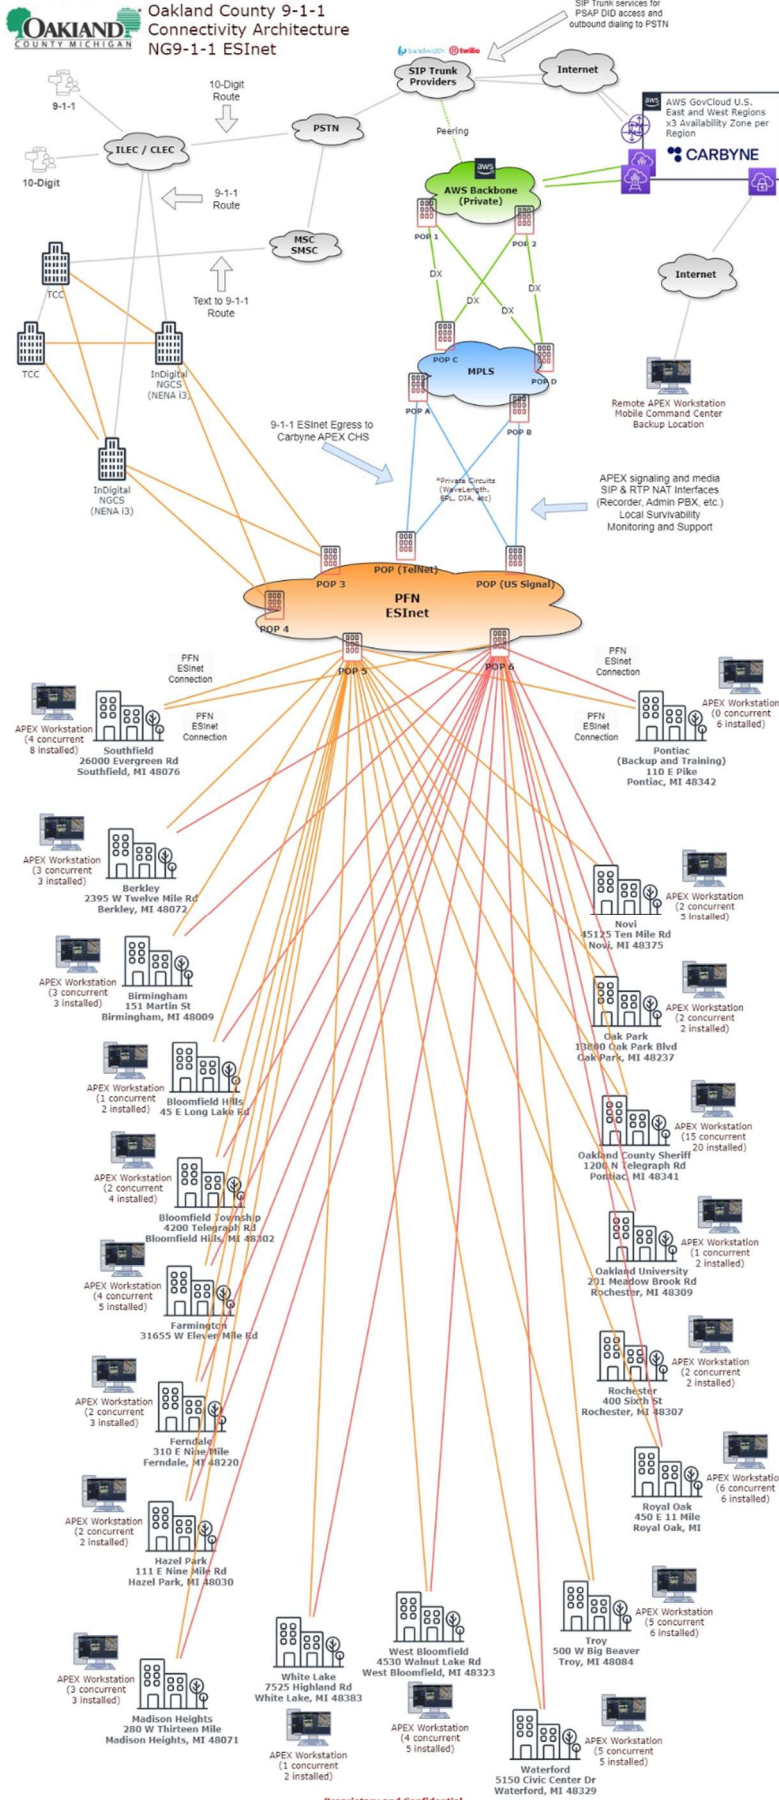 OAKLAND
COUNTY MICHIGAN
Oakland County 9-1-1
Connectivity Architecture
NG9-1-1 ESInet
SIP Trunk services for
PSAP DID access and
outbound dialing to PSTN
bandwidth
twilio
SIP Trunk
Providers
Internet
aws
AWS GovCloud U.S.
East and West Regions
x3 Availability Zone per
Region
CARBYNE
9-1-1
10-Digit
Route
PSTN
ILEC / CLEC
10-Digit
9-1-1
Route
Peering
aws
AWS Backbone
(Private)
POP 1
POP 2
MSC
SMSC
Text to 9-1-1
Route
TCC
TCC
InDigital
NGCS
(NENA i3)
InDigital
NGCS
(NENA i3)
DX
DX
DX
DX
Internet
POP C
POP D
MPLS
POP A
POP B
Remote APEX Workstation
Mobile Command Center
Backup Location
9-1-1 ESInet Egress to
Carbyne APEX CHS
*Private Circuits
(WaveLength,
EPL, DIA, etc)
APEX signaling and media
SIP & RTP NAT Interfaces
(Recorder, Admin PBX, etc.)
Local Survivability
Monitoring and Support
POP 3
POP (TelNet)
POP (US Signal)
PFN
ESInet
POP 4
POP 5
POP 6
PFN
ESInet
Connection
PFN
ESInet
Connection
PFN
ESInet
Connection
PFN
ESInet
Connection
APEX Workstation
(4 concurrent
8 installed)
Southfield
26000 Evergreen Rd
Southfield, MI 48076
APEX Workstation
(0 concurrent
6 installed)
Pontiac
(Backup and Training)
110 E Pike
Pontiac, MI 48342
APEX Workstation
(3 concurrent
3 installed)
Berkley
2395 W Twelve Mile Rd
Berkley, MI 48072
Novi
45125 Ten Mile Rd
Novi, MI 48375
APEX Workstation
(2 concurrent
5 installed)
APEX Workstation
(3 concurrent
3 installed)
Birmingham
151 Martin St
Birmingham, MI 48009
Oak Park
13800 Oak Park Blvd
Oak Park, MI 48237
APEX Workstation
(2 concurrent
2 installed)
APEX Workstation
(1 concurrent
2 installed)
Bloomfield Hills
45 E Long Lake Rd
Oakland County Sheriff
1200 N Telegraph Rd
Pontiac, MI 48341
APEX Workstation
(15 concurrent
20 installed)
APEX Workstation
(2 concurrent
4 installed)
Bloomfield Township
4200 Telegraph Rd
Bloomfield Hills, MI 48302
Oakland University
201 Meadow Brook Rd
Rochester, MI 48309
APEX Workstation
(1 concurrent
2 installed)
APEX Workstation
(4 concurrent
5 installed)
Farmington
31655 W Eleven Mile Rd
Rochester
400 Sixth St
Rochester, MI 48307
APEX Workstation
(2 concurrent
2 installed)
APEX Workstation
(2 concurrent
3 installed)
Ferndale
310 E Nine Mile
Ferndale, MI 48220
Royal Oak
450 E 11 Mile
Royal Oak, MI
APEX Workstatio
(6 concurrent
6 installed)
APEX Workstation
(2 concurrent
2 installed)
Hazel Park
111 E Nine Mile Rd
Hazel Park, MI 48030
Troy
500 W Big Beaver
Troy, MI 48084
APEX Workstation
(5 concurrent
6 installed)
APEX Workstation
(3 concurrent
3 installed)
Madison Heights
280 W Thirteen Mile
Madison Heights, MI 48071
White Lake
7525 Highland Rd
White Lake, MI 48383
APEX Workstation
(1 concurrent
2 installed)
West Bloomfield
4530 Walnut Lake Rd
West Bloomfield, MI 48323
APEX Workstation
(4 concurrent
5 installed)
Waterford
5150 Civic Center Dr
Waterford, MI 48329
APEX Workstation
(5 concurrent
5 installed)
Proprietary and Confidential